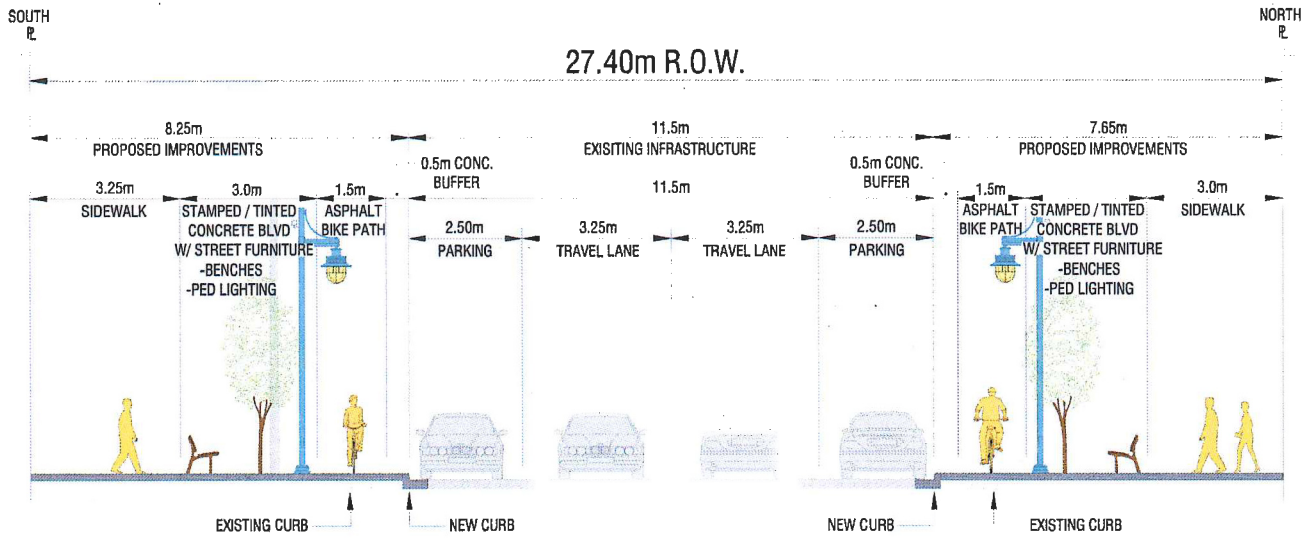 SOUTH
PL
NORTH
PL
27.40m R.O.W.
8.25m
PROPOSED IMPROVEMENTS
11.5m
EXISITING INFRASTRUCTURE
7.65m
PROPOSED IMPROVEMENTS
3.25m
SIDEWALK
3.0m
STAMPED / TINTED
CONCRETE BLVD
W/ STREET FURNITURE
-BENCHES
-PED LIGHTING
1.5m
ASPHALT
BIKE PATH
0.5m CONC.
BUFFER
11.5m
2.50m
PARKING
3.25m
TRAVEL LANE
3.25m
TRAVEL LANE
2.50m
PARKING
0.5m CONC.
BUFFER
1.5m
ASPHALT
BIKE PATH
STAMPED / TINTED
CONCRETE BLVD
W/ STREET FURNITURE
-BENCHES
-PED LIGHTING
3.0m
SIDEWALK
EXISTING CURB
NEW CURB
NEW CURB
EXISTING CURB